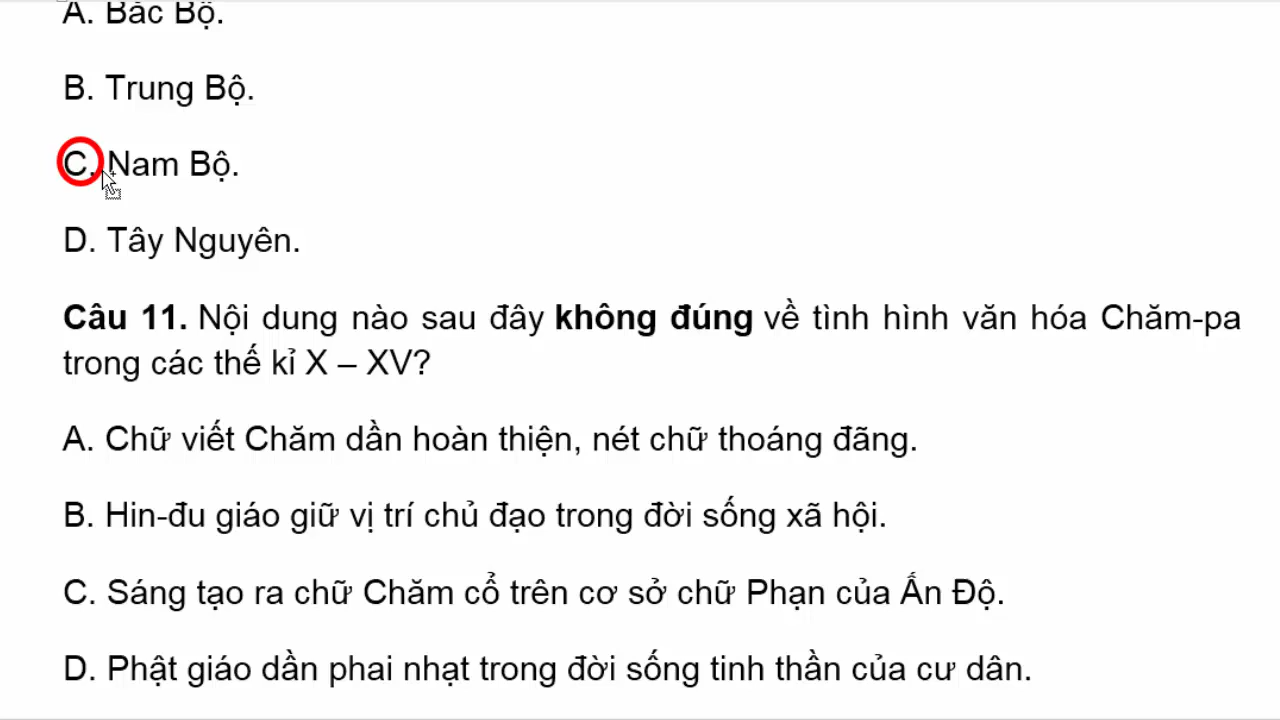 A. Bắc Bộ.
B. Trung Bộ.
C. Nam Bộ.
D. Tây Nguyên.
Câu 11. Nội dung nào sau đây không đúng về tình hình văn hóa Chăm-pa
trong các thế kỉ X – XV?
A. Chữ viết Chăm dần hoàn thiện, nét chữ thoáng đãng.
B. Hin-đu giáo giữ vị trí chủ đạo trong đời sống xã hội.
C. Sáng tạo ra chữ Chăm cổ trên cơ sở chữ Phạn của Ấn Độ.
D. Phật giáo dần phai nhạt trong đời sống tinh thần của cư dân.